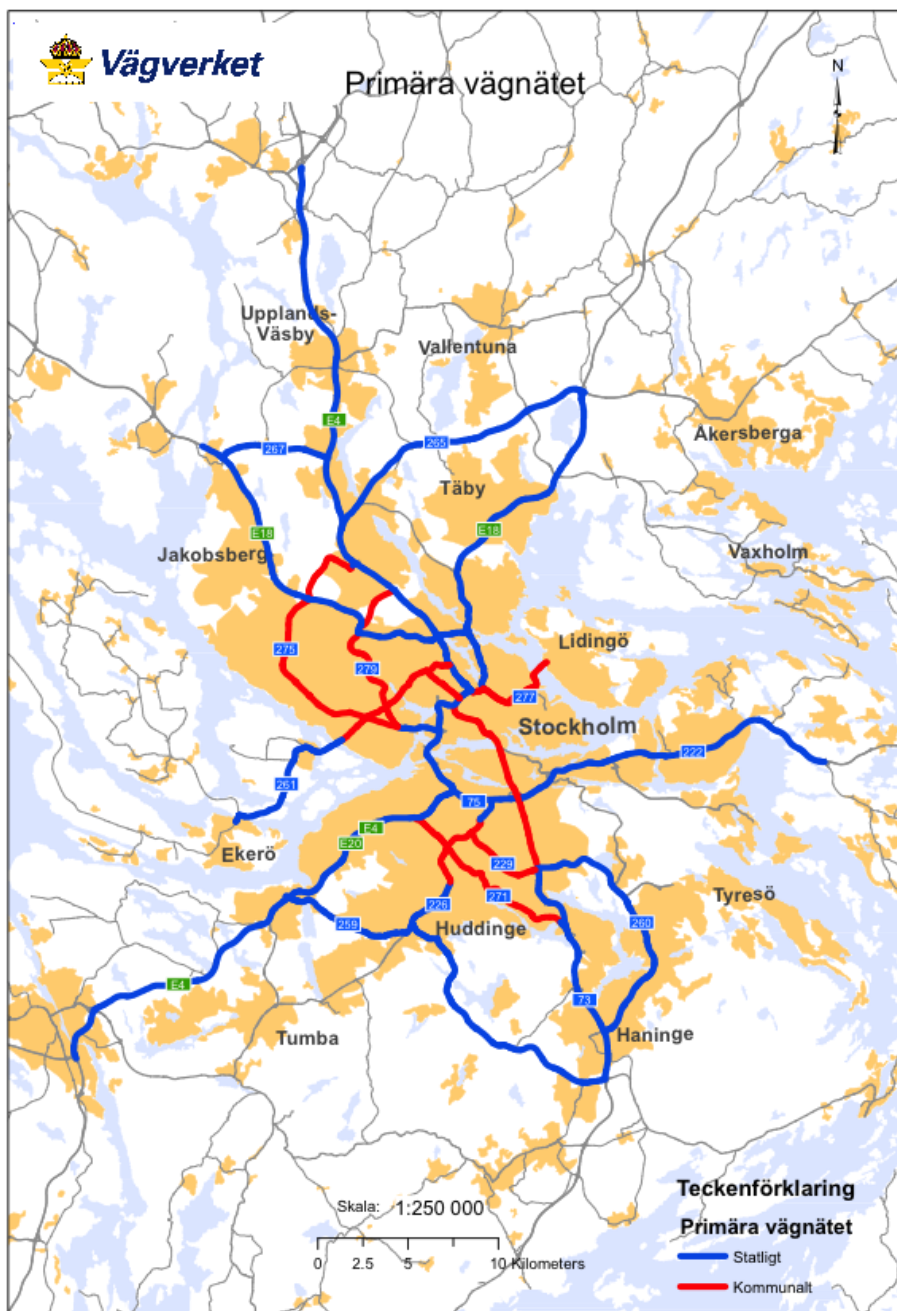 Vägverket
Primära vägnätet
N
Upplands-
Väsby
Vallentuna
E4
265
267
Åkersberga
Täby
E18
E18
Jakobsberg
Vaxholm
275
Lidingö
279
277
Stockholm
222
261
75
E4
E20
Ekerö
229
271
226
Tyresö
259
Huddinge
260
E4
73
Tumba
Haninge
Teckenförklaring
Skala: 1:250 000
Primära vägnätet
0 2.5 5 10 Kilometers
Statligt
Kommunalt